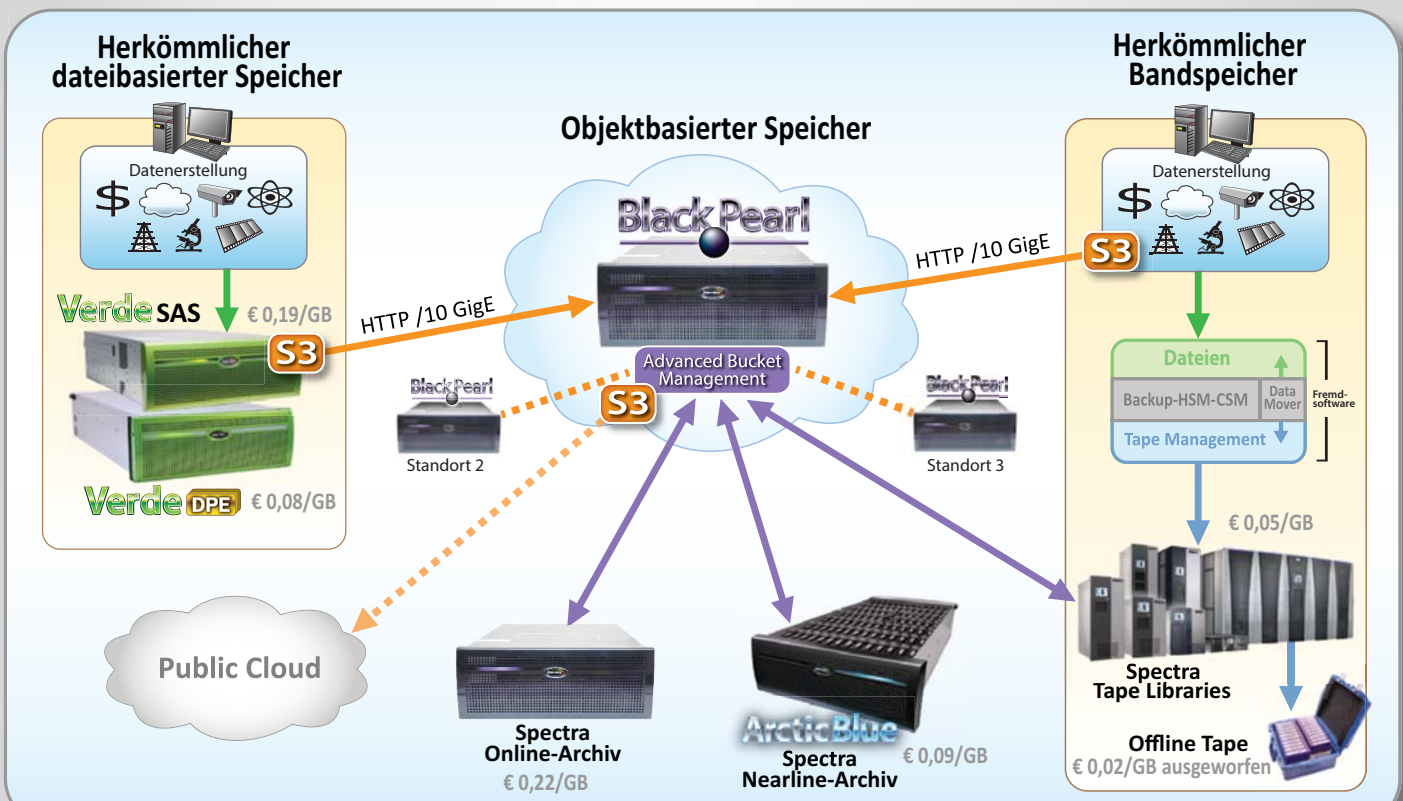 Herkömmlicher
dateibasierter Speicher
Datenerstellung
$
Verde SAS
€ 0,19/GB
S3
Verde DPE
€ 0,08/GB
HTTP /10 GigE
Objektbasierter Speicher
BlackPearl
Advanced Bucket
Management
S3
BlackPearl
Standort 2
BlackPearl
Standort 3
HTTP /10 GigE
Public Cloud
Spectra
Online-Archiv
€ 0,22/GB
ArcticBlue
Spectra
Nearline-Archiv
€ 0,09/GB
Herkömmlicher
Bandspeicher
Datenerstellung
$
S3
Dateien
Backup-HSM-CSM
Data
Mover
Tape Management
Fremd-
software
€ 0,05/GB
Spectra
Tape Libraries
Offline Tape
€ 0,02/GB ausgeworfen